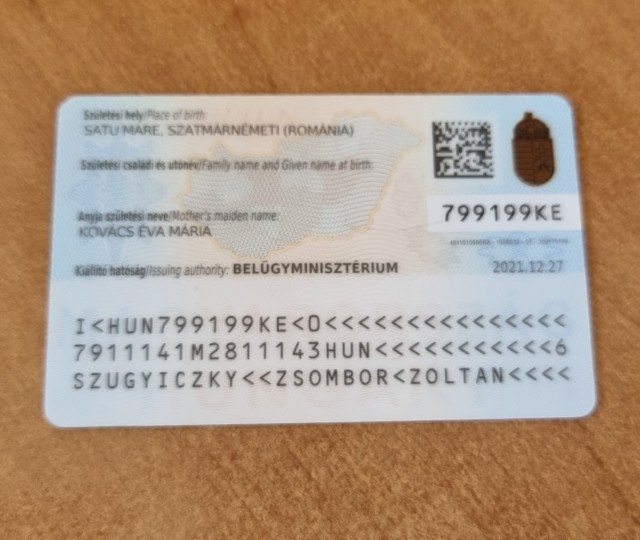 Születési hely/Place of birth:
SATU MARE, SZATMÁRNÉMETI (ROMÁNIA)
Születési családi és utónév/Family name and Given name at birth:
Anyja születési neve/Mother's maiden name:
KOVÁCS ÉVA MÁRIA
799199KE
Kiállító hatóság/Issuing authority: BELÜGYMINISZTÉRIUM
2021.12.27
I<HUN799199KE<0<<<<<<<<<<<<<<<
7911141M2811143HUN<<<<<<<<<<<6
SZUGYICZKY<<ZSOMBOR<ZOLTAN<<<<